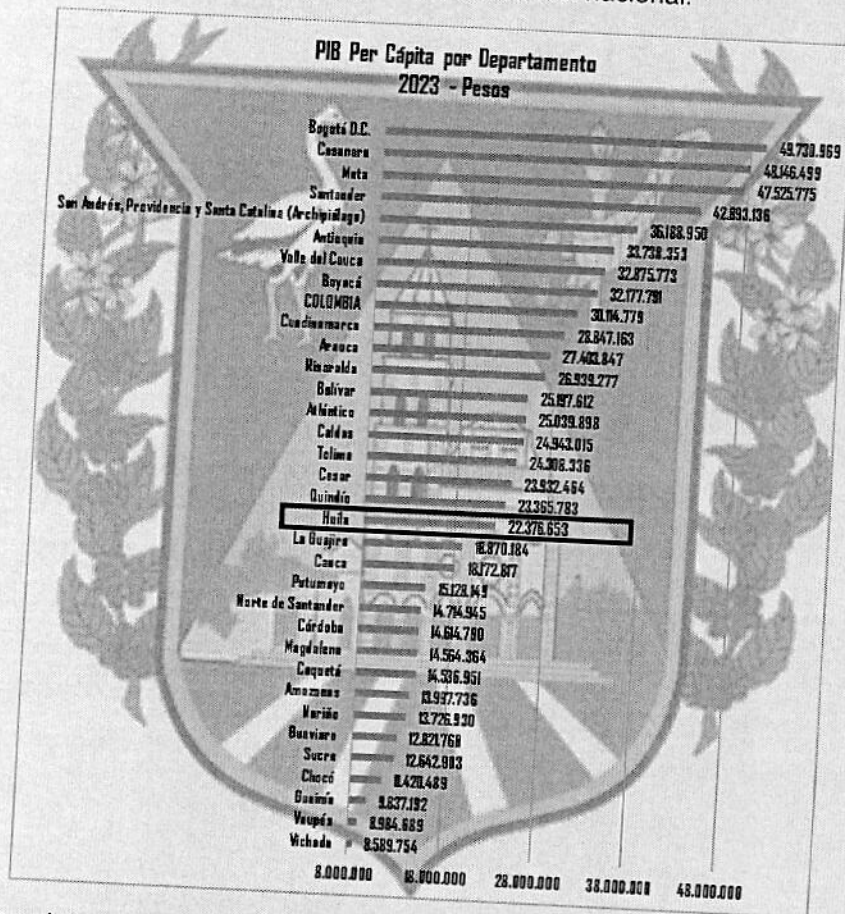 nacional.
PIB Per Cápita por Departamento
2023 - Pesos
Bogotá D.C. 49.730.969
Casanare 48.146.499
Meta 47.525.775
Santander 42.893.136
San Andrés, Providencia y Santa Catalina (Archipiélago) 36.188.950
Antioquia 33.738.353
Valle del Cauca 32.875.773
Boyacá 32.177.791
COLOMBIA 30.114.779
Cundinamarca 28.847.163
Arauca 27.403.847
Risaralda 26.939.277
Bolívar 25.197.612
Atlántico 25.039.898
Caldas 24.943.015
Tolima 24.308.336
Cesar 23.932.464
Quindío 23.365.783
Huila 22.376.653
La Guajira 18.870.184
Cauca 18.172.817
Putumayo 15.128.149
Norte de Santander 14.714.945
Córdoba 14.614.790
Magdalena 14.564.364
Caquetá 14.536.951
Amazonas 13.997.736
Nariño 13.726.930
Guaviare 12.821.768
Sucre 12.642.903
Chocó 11.420.489
Guainía 9.837.192
Vaupés 8.984.689
Vichada 8.589.754
8.000.000 18.000.000 28.000.000 38.000.000 48.000.000